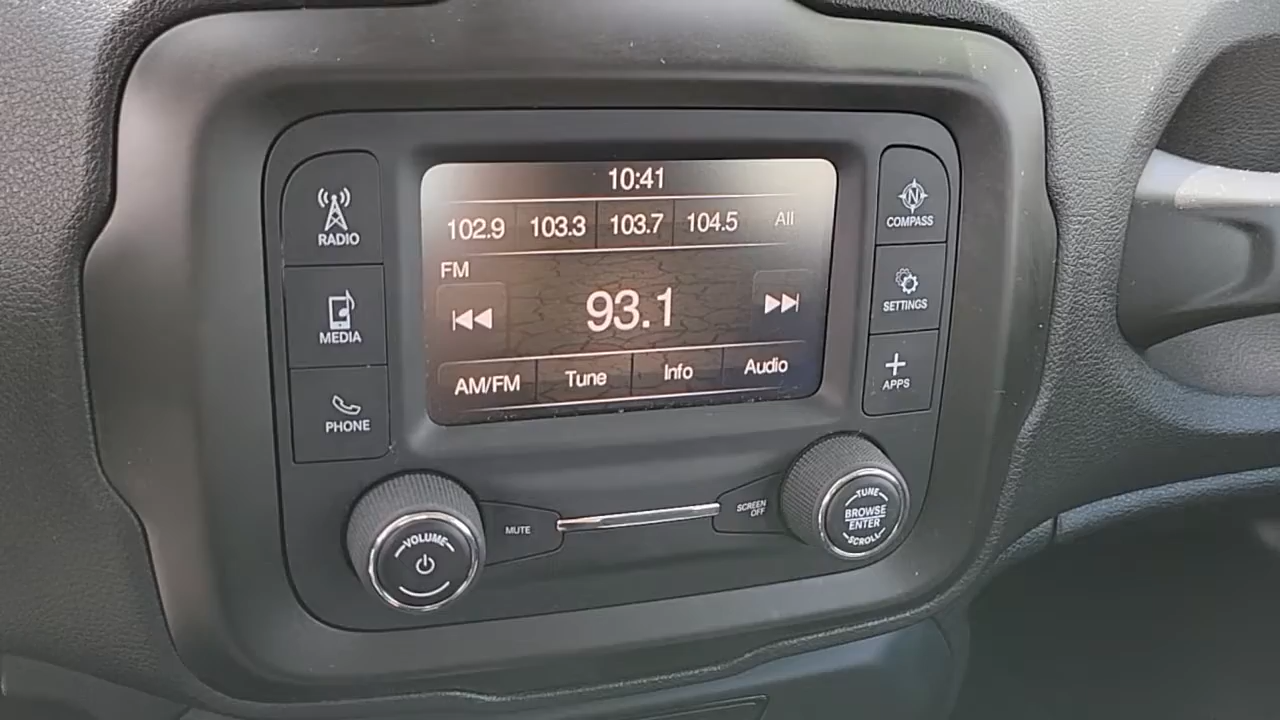 10:41
102.9 103.3 103.7 104.5 All
FM
93.1
AM/FM Tune Info Audio
RADIO
MEDIA
PHONE
N
COMPASS
SETTINGS
APPS
VOLUME
MUTE
SCREEN
OFF
TUNE
BROWSE
ENTER
SCROLL